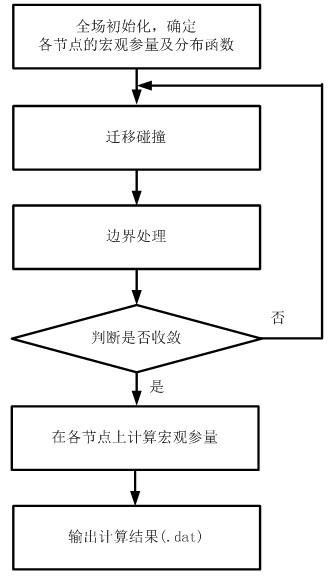 全场初始化，确定
各节点的宏观参量及分布函数
迁移碰撞
边界处理
判断是否收敛
否
是
在各节点上计算宏观参量
输出计算结果(.dat)